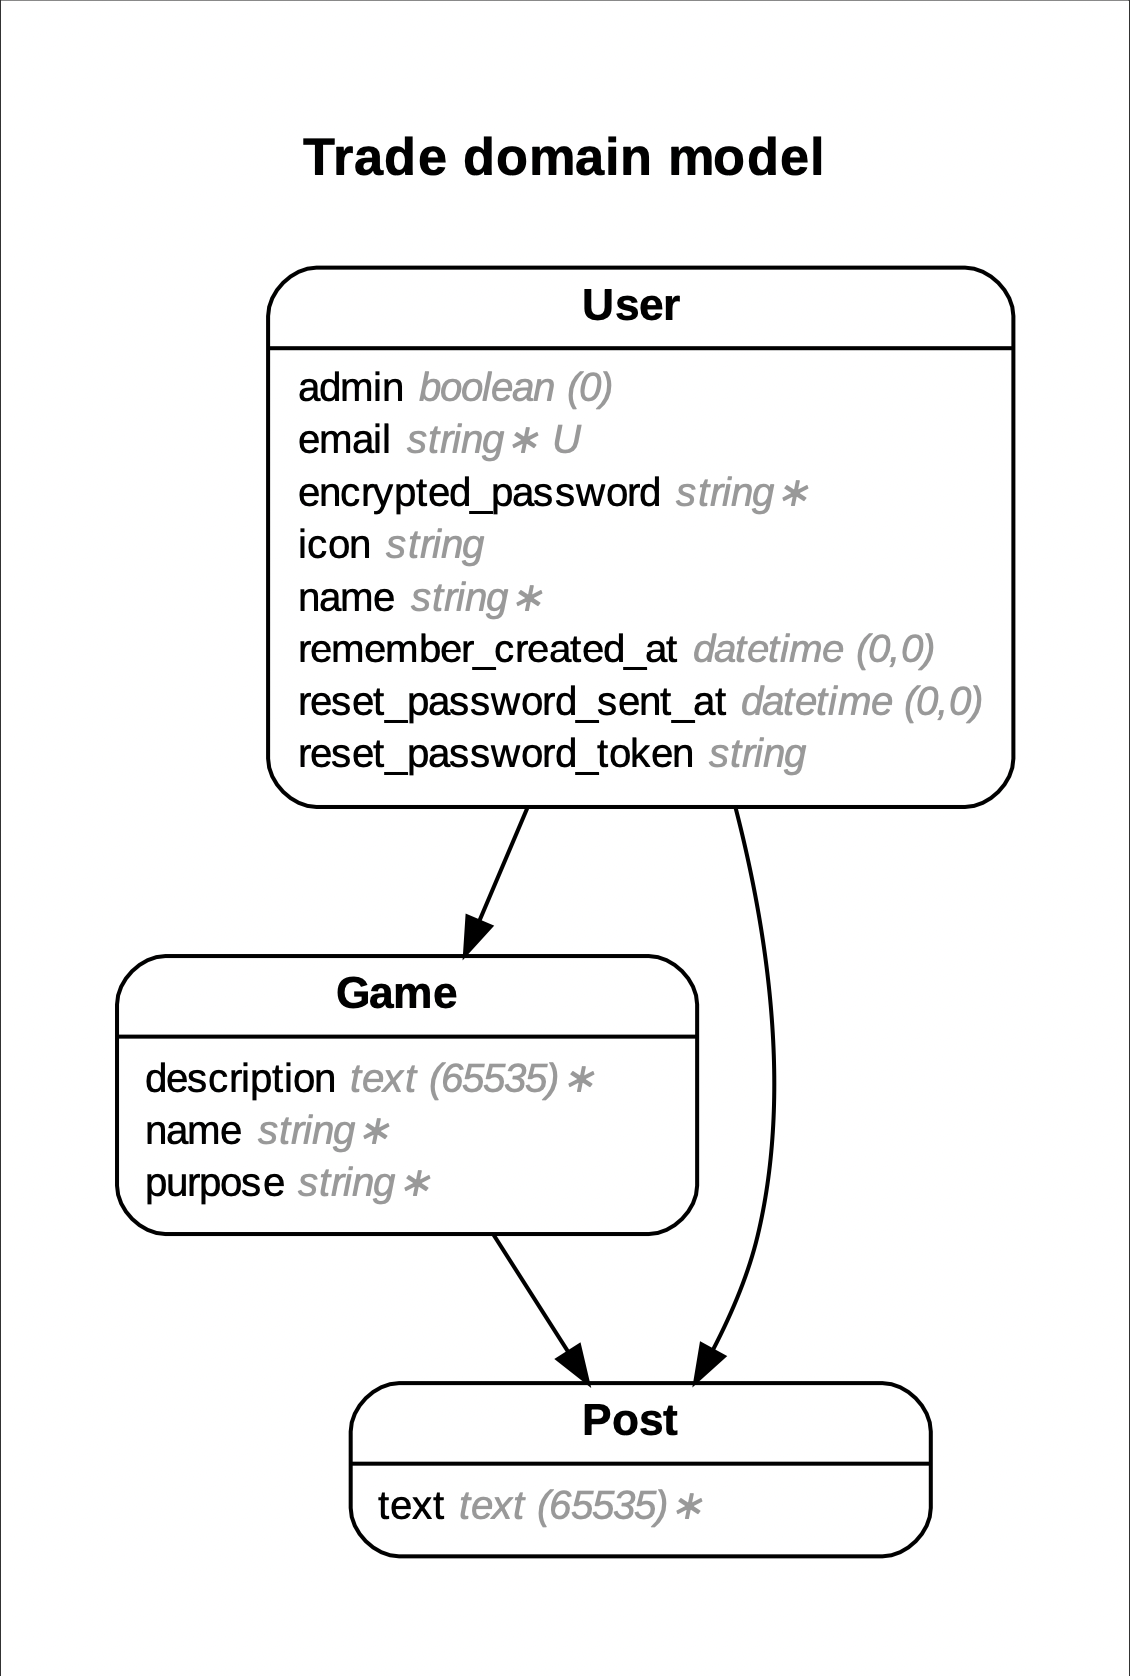 Trade domain model
User
admin boolean (0)
email string ∗ U
encrypted_password string ∗
icon string
name string ∗
remember_created_at datetime (0,0)
reset_password_sent_at datetime (0,0)
reset_password_token string
Game
description text (65535) ∗
name string ∗
purpose string ∗
Post
text text (65535) ∗